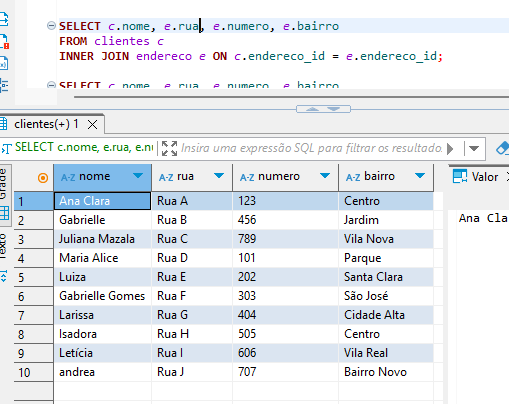 SELECT c.nome, e.rua, e.numero, e.bairro
FROM clientes c
INNER JOIN endereco e ON c.endereco_id = e.endereco_id;
SELECT c.nome, e.rua, e.numero, e.bairro
clientes(+) 1
SELECT c.nome, e.rua, e.nu
Insira uma expressão SQL para filtrar os resultado
Grade
Texto
nome rua numero bairro
Valor
1 Ana Clara Rua A 123 Centro
Ana Cla
2 Gabrielle Rua B 456 Jardim
3 Juliana Mazala Rua C 789 Vila Nova
4 Maria Alice Rua D 101 Parque
5 Luiza Rua E 202 Santa Clara
6 Gabrielle Gomes Rua F 303 São José
7 Larissa Rua G 404 Cidade Alta
8 Isadora Rua H 505 Centro
9 Letícia Rua I 606 Vila Real
10 andrea Rua J 707 Bairro Novo